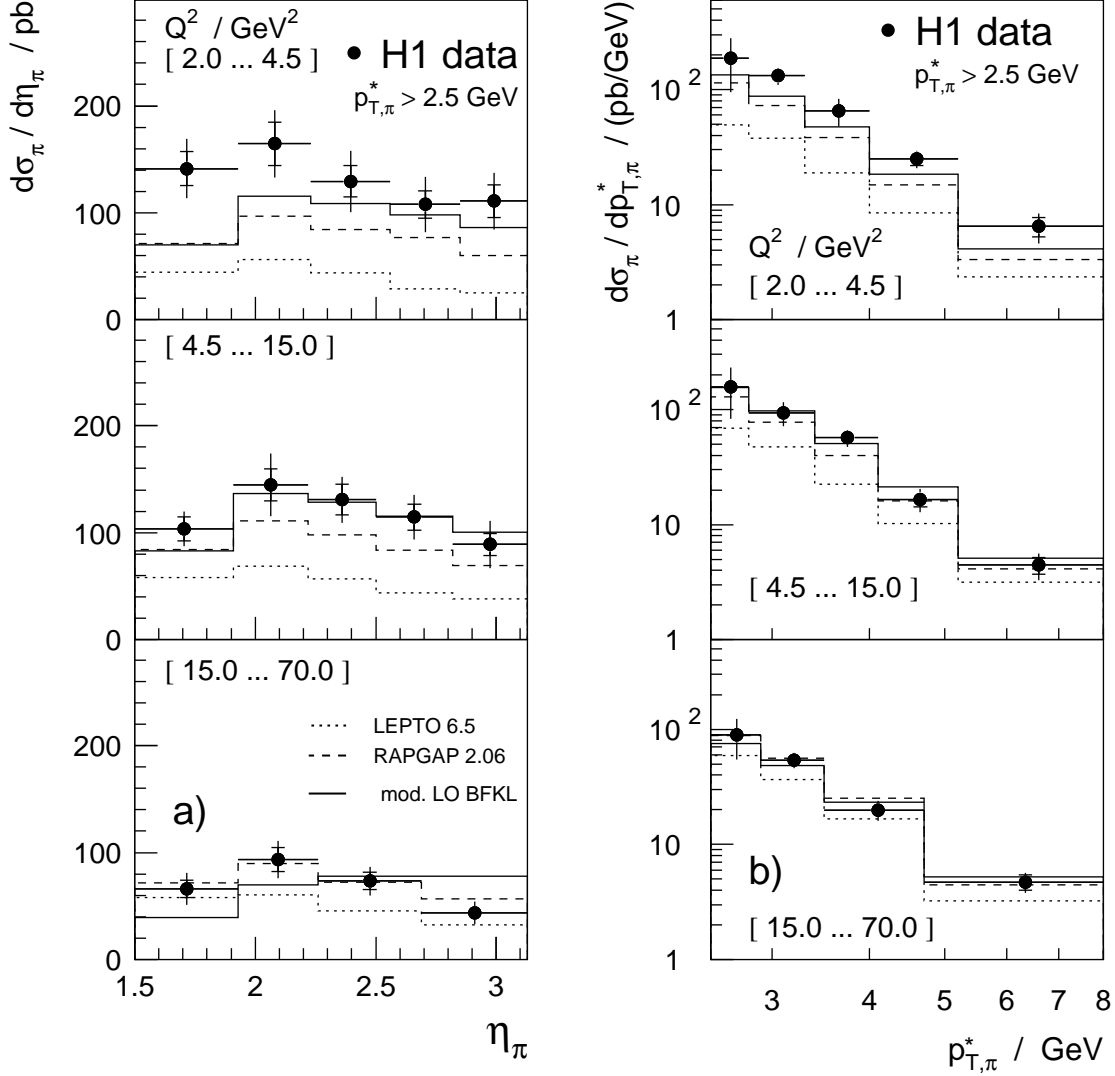 dσπ / dηπ / pb
Q² / GeV²
[ 2.0 ... 4.5 ]
H1 data
p*T,π > 2.5 GeV
200
100
0
[ 4.5 ... 15.0 ]
200
100
0
[ 15.0 ... 70.0 ]
LEPTO 6.5
RAPGAP 2.06
mod. LO BFKL
200
a)
100
0
1.5 2 2.5 3
ηπ
dσπ / dp*T,π / (pb/GeV)
H1 data
p*T,π > 2.5 GeV
10²
10
Q² / GeV²
[ 2.0 ... 4.5 ]
1
10²
10
[ 4.5 ... 15.0 ]
1
10²
10
b)
[ 15.0 ... 70.0 ]
1
3 4 5 6 7 8
p*T,π / GeV